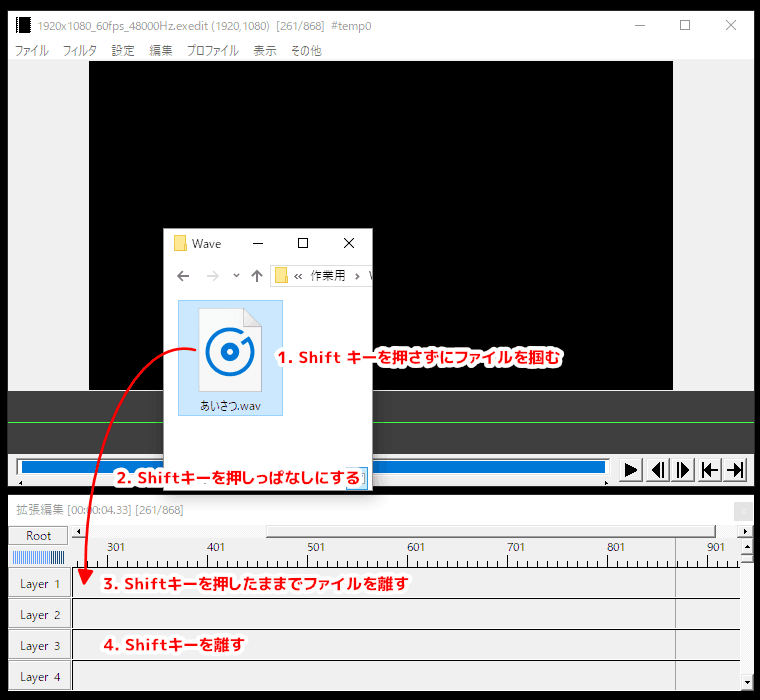 1920x1080_60fps_48000Hz.exedit (1920,1080) [261/868] #temp0
ファイル フィルタ 設定 編集 プロファイル 表示 その他
Wave
« 作業用 ›
1. Shift キーを押さずにファイルを掴む
あいさつ.wav
2. Shiftキーを押しっぱなしにする
拡張編集 [00:00:04.33] [261/868]
Root
301 401 501 601 701 801 901
Layer 1
3. Shiftキーを押したままでファイルを離す
Layer 2
Layer 3
4. Shiftキーを離す
Layer 4